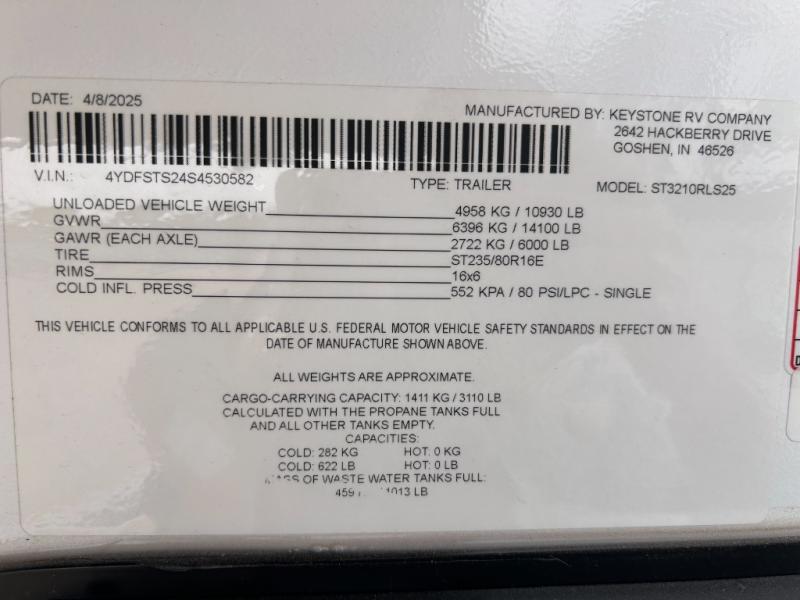 DATE: 4/8/2025
MANUFACTURED BY: KEYSTONE RV COMPANY
2642 HACKBERRY DRIVE
GOSHEN, IN 46526
V.I.N.: 4YDFSTS24S4530582 TYPE: TRAILER MODEL: ST3210RLS25
UNLOADED VEHICLE WEIGHT 4958 KG / 10930 LB
GVWR 6396 KG / 14100 LB
GAWR (EACH AXLE) 2722 KG / 6000 LB
TIRE ST235/80R16E
RIMS 16x6
COLD INFL. PRESS 552 KPA / 80 PSI/LPC - SINGLE
THIS VEHICLE CONFORMS TO ALL APPLICABLE U.S. FEDERAL MOTOR VEHICLE SAFETY STANDARDS IN EFFECT ON THE
DATE OF MANUFACTURE SHOWN ABOVE.
ALL WEIGHTS ARE APPROXIMATE.
CARGO-CARRYING CAPACITY: 1411 KG / 3110 LB
CALCULATED WITH THE PROPANE TANKS FULL
AND ALL OTHER TANKS EMPTY.
CAPACITIES:
COLD: 282 KG HOT: 0 KG
COLD: 622 LB HOT: 0 LB
OF WASTE WATER TANKS FULL:
459 1013 LB